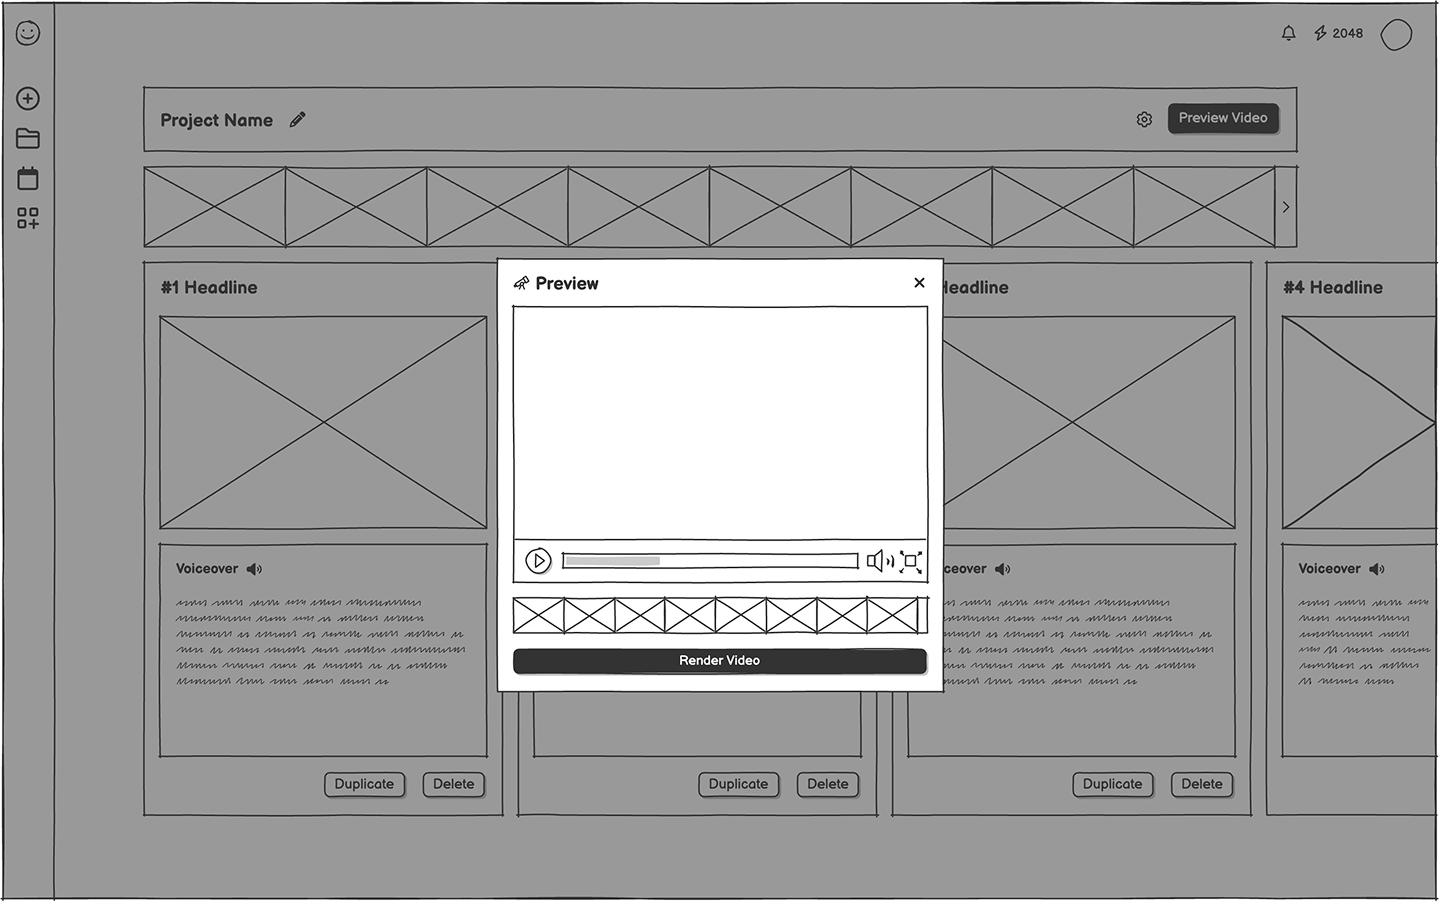 2048
Project Name
Preview Video
#1 Headline
Preview
Headline
#4 Headline
Voiceover
ceover
Voiceover
Render Video
Duplicate
Delete
Duplicate
Delete
Duplicate
Delete